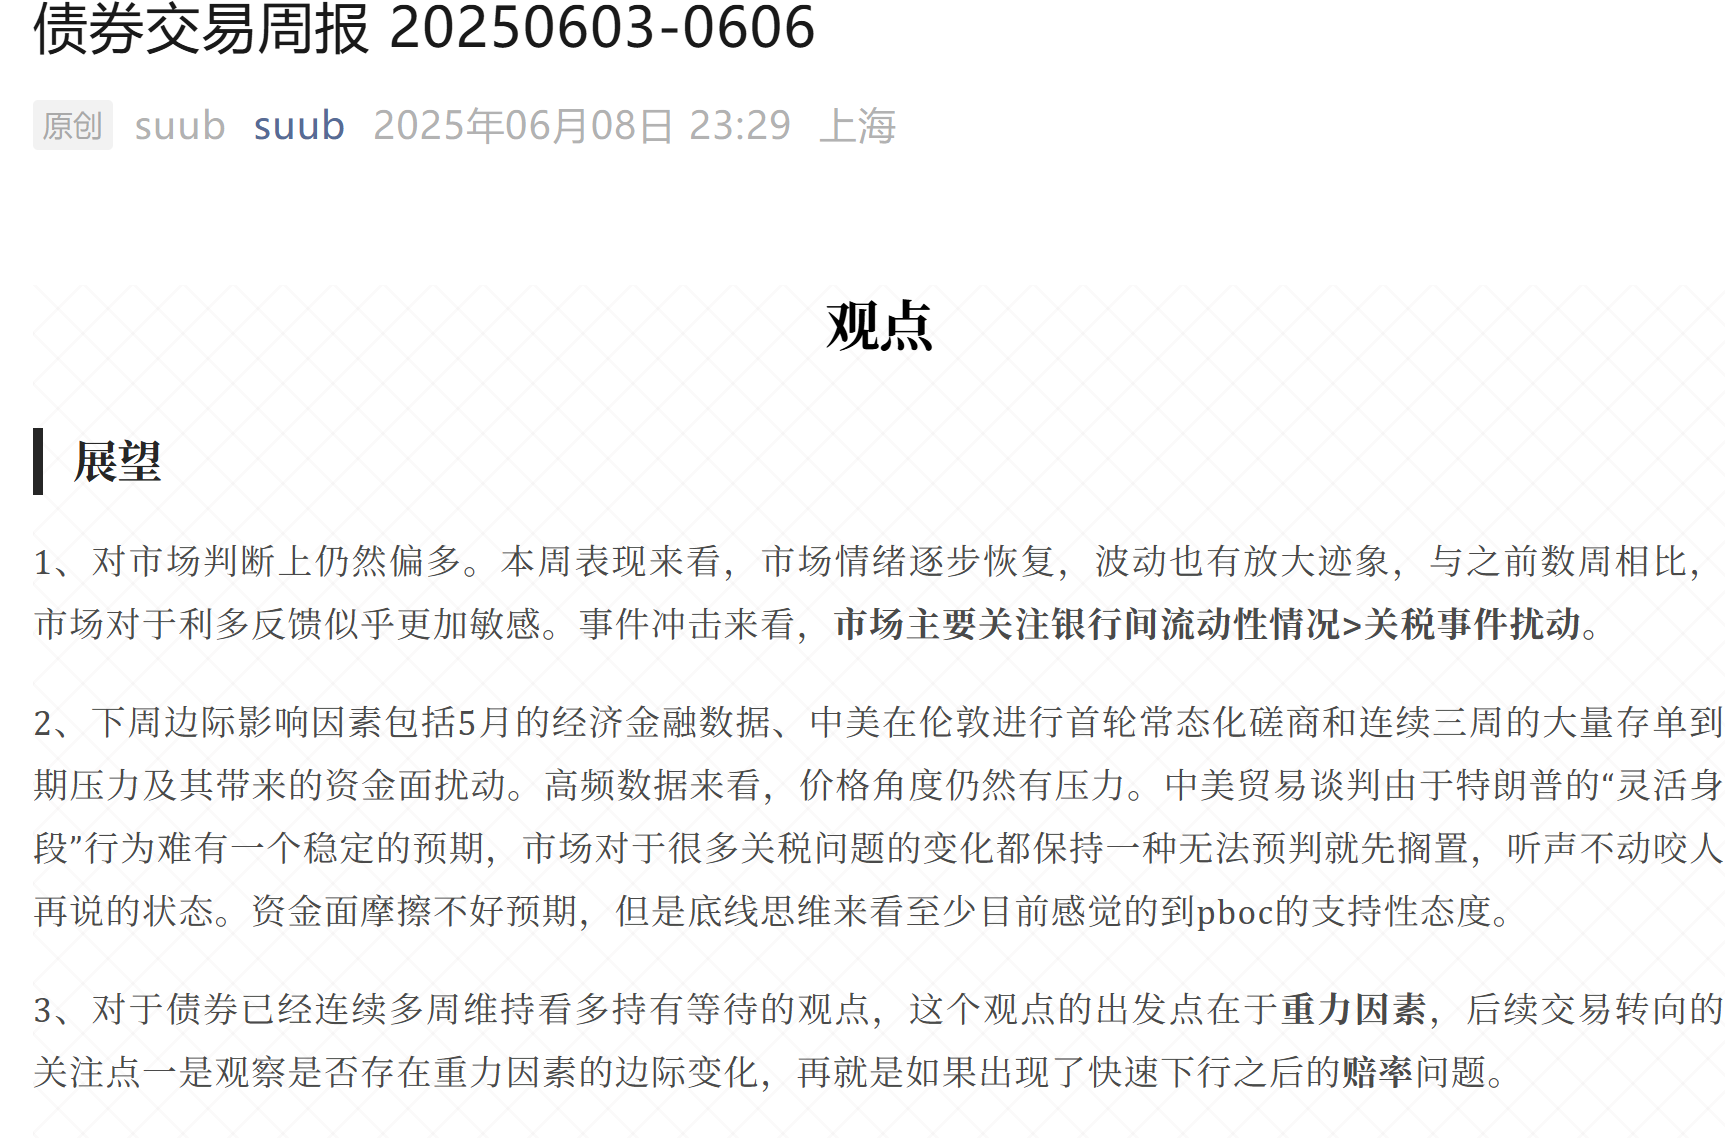 债券交易周报 20250603-0606
原创 suub suub 2025年06月08日 23:29 上海
观点
展望
1、对市场判断上仍然偏多。本周表现来看，市场情绪逐步恢复，波动也有放大迹象，与之前数周相比，
市场对于利多反馈似乎更加敏感。事件冲击来看，市场主要关注银行间流动性情况>关税事件扰动。
2、下周边际影响因素包括5月的经济金融数据、中美在伦敦进行首轮常态化磋商和连续三周的大量存单到
期压力及其带来的资金面扰动。高频数据来看，价格角度仍然有压力。中美贸易谈判由于特朗普的“灵活身
段”行为难有一个稳定的预期，市场对于很多关税问题的变化都保持一种无法预判就先搁置，听声不动咬人
再说的状态。资金面摩擦不好预期，但是底线思维来看至少目前感觉的到pboc的支持性态度。
3、对于债券已经连续多周维持看多持有等待的观点，这个观点的出发点在于重力因素，后续交易转向的
关注点一是观察是否存在重力因素的边际变化，再就是如果出现了快速下行之后的赔率问题。